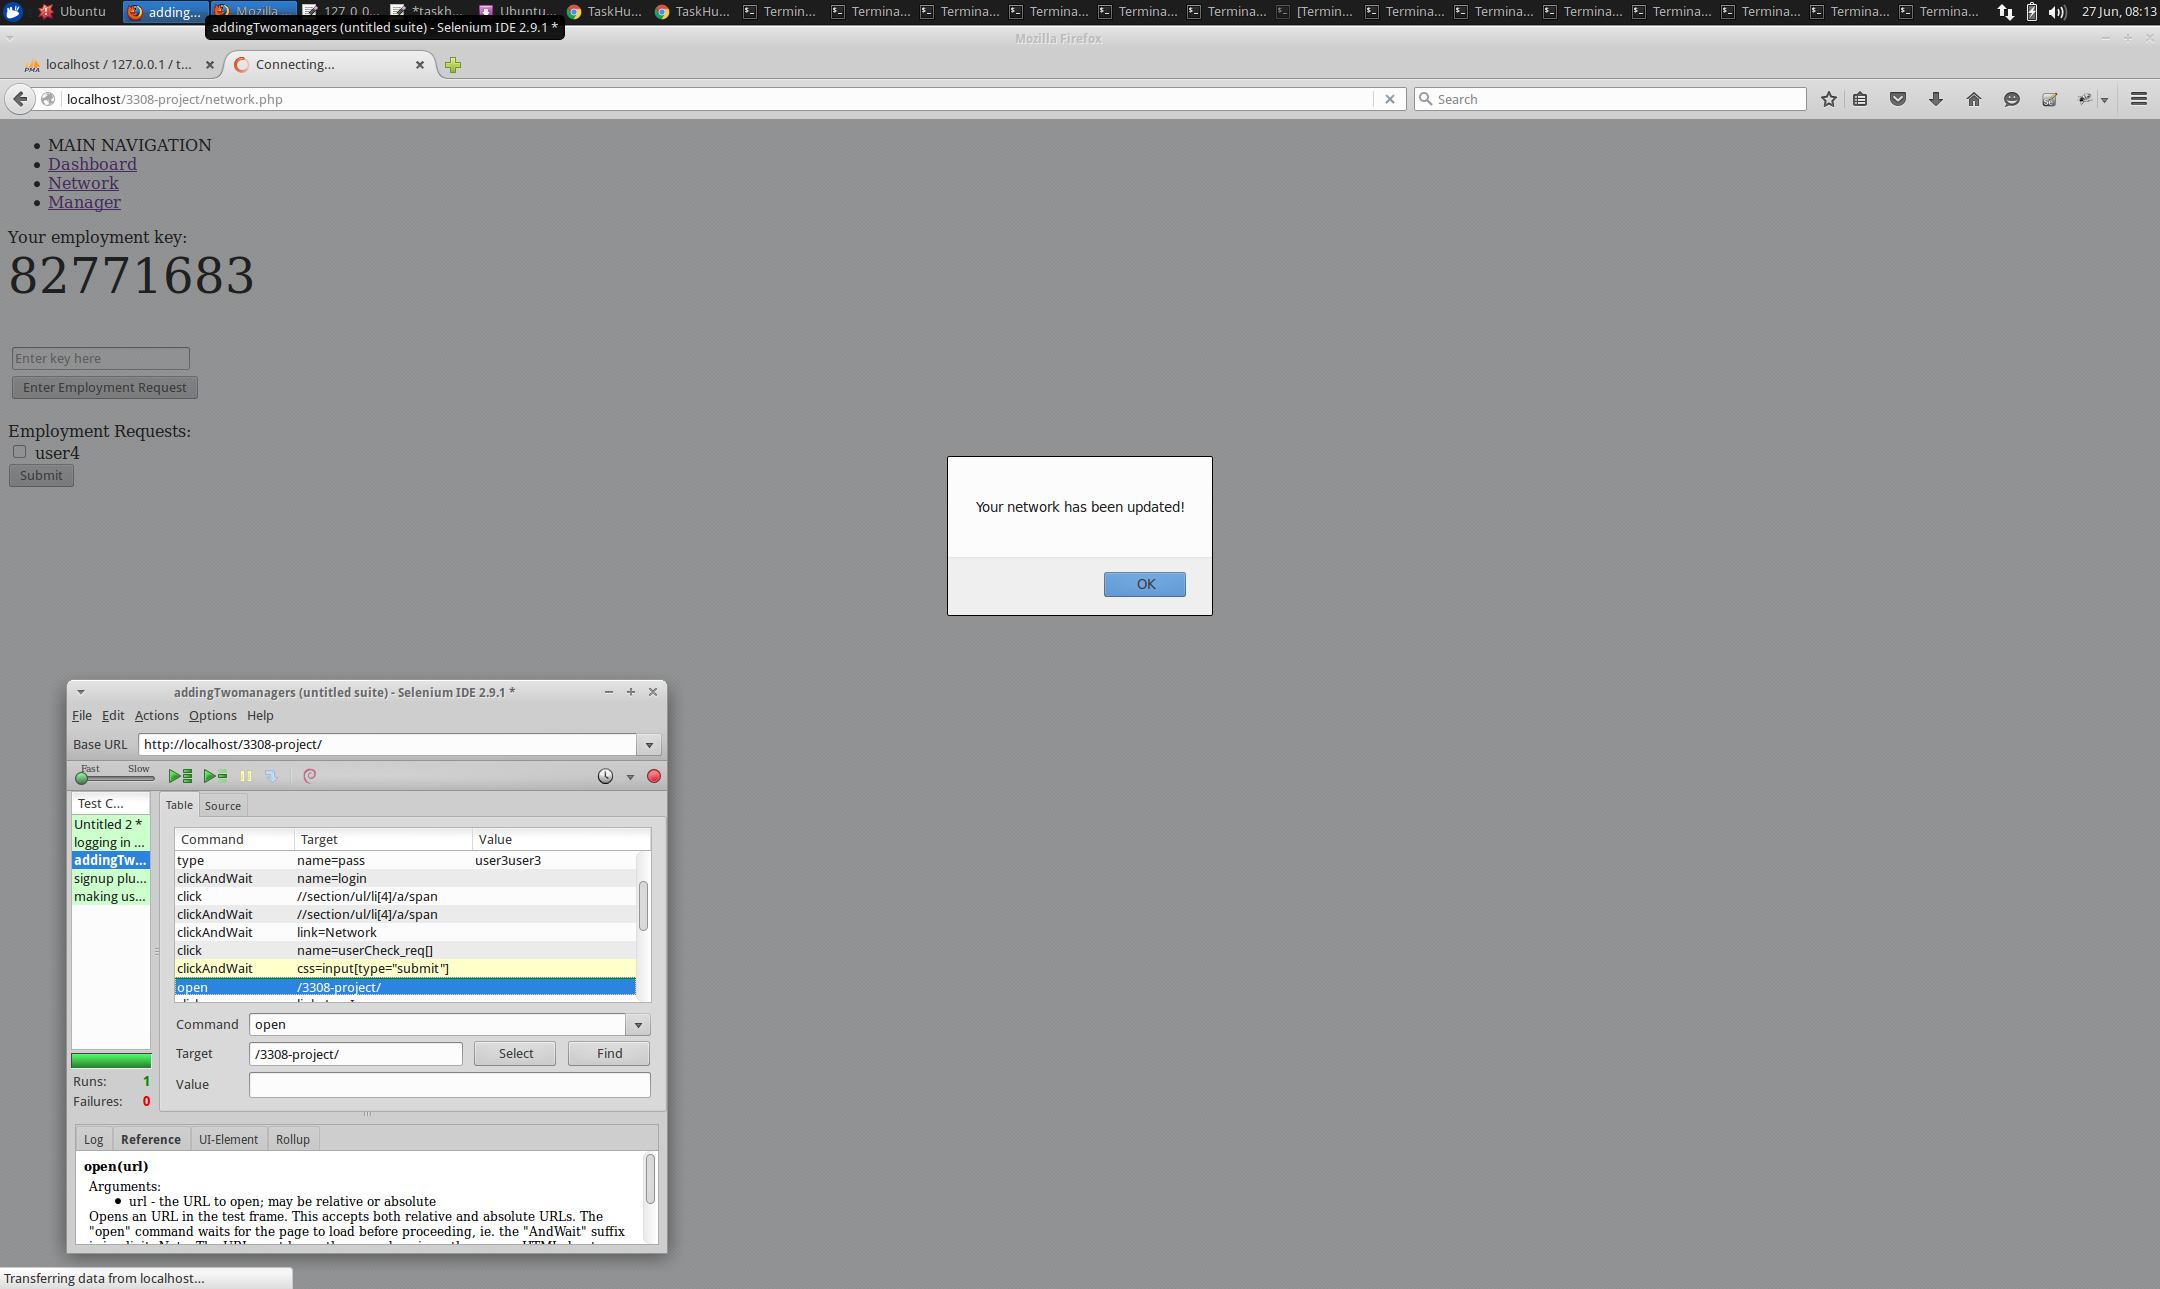 Ubuntu
adding...
Mozilla ...
127.0.0...
*taskh...
Ubuntu...
TaskHu...
TaskHu...
Termin...
Termina...
Termina...
Termina...
Termina...
Termina...
[Termin...
Termina...
Termina...
Termina...
Termina...
Termina...
Termina...
Termina...
27 Jun, 08:13
addingTwomanagers (untitled suite) - Selenium IDE 2.9.1 *
Mozilla Firefox
localhost / 127.0.0.1 / t...
Connecting...
localhost/3308-project/network.php
Search
MAIN NAVIGATION
Dashboard
Network
Manager
Your employment key:
82771683
Enter key here
Enter Employment Request
Employment Requests:
user4
Submit
Your network has been updated!
OK
addingTwomanagers (untitled suite) - Selenium IDE 2.9.1 *
File Edit Actions Options Help
Base URL http://localhost/3308-project/
Fast Slow
Test C...
Untitled 2 *
logging in ...
addingTw...
signup plu...
making us...
Runs: 1
Failures: 0
Table Source
Command Target Value
type name=pass user3user3
clickAndWait name=login
click //section/ul/li[4]/a/span
clickAndWait //section/ul/li[4]/a/span
clickAndWait link=Network
click name=userCheck_req[]
clickAndWait css=input[type="submit"]
open /3308-project/
Command open
Target /3308-project/ Select Find
Value
Log Reference UI-Element Rollup
open(url)
Arguments:
url - the URL to open; may be relative or absolute
Opens an URL in the test frame. This accepts both relative and absolute URLs. The
"open" command waits for the page to load before proceeding, ie. the "AndWait" suffix
Transferring data from localhost...